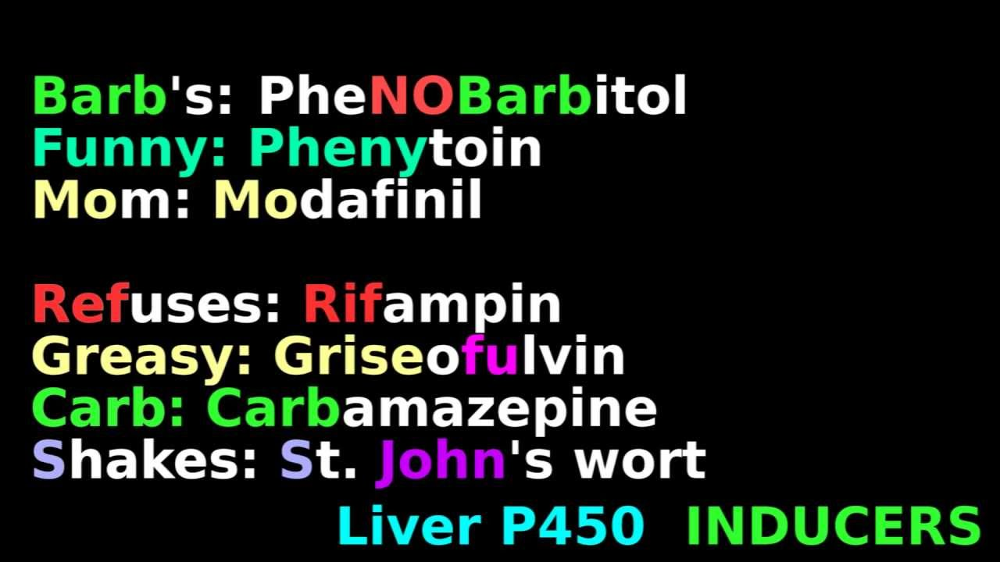 Barb's: PheNOBarbitol
Funny: Phenytoin
Mom: Modafinil
Refuses: Rifampin
Greasy: Griseofulvin
Carb: Carbamazepine
Shakes: St. John's wort
Liver P450 INDUCERS